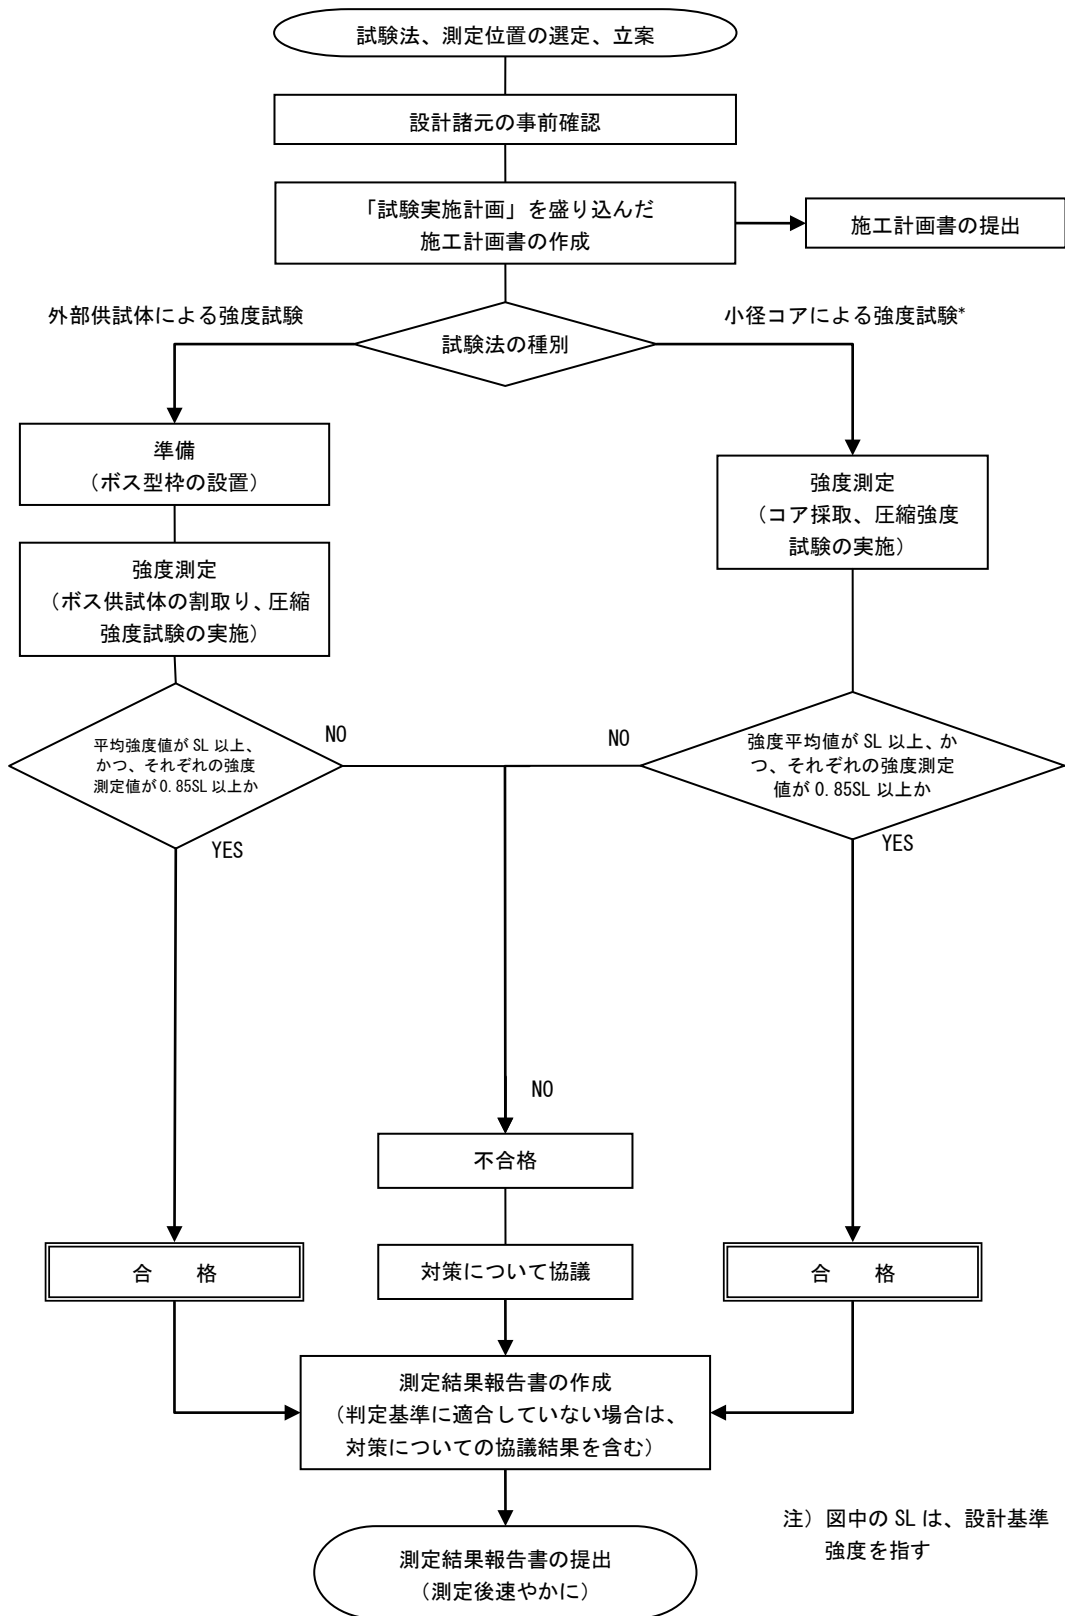 試験法、測定位置の選定、立案
設計諸元の事前確認
「試験実施計画」を盛り込んだ
施工計画書の作成
施工計画書の提出
外部供試体による強度試験
小径コアによる強度試験*
試験法の種別
準備
（ボス型枠の設置）
強度測定
（ボス供試体の割取り、圧縮
強度試験の実施）
強度測定
（コア採取、圧縮強度
試験の実施）
平均強度値が SL 以上、
かつ、それぞれの強度
測定値が 0.85SL 以上か
NO
YES
強度平均値が SL 以上、か
つ、それぞれの強度測定
値が 0.85SL 以上か
NO
YES
NO
不合格
合　　格
対策について協議
合　　格
測定結果報告書の作成
（判定基準に適合していない場合は、
対策についての協議結果を含む）
測定結果報告書の提出
（測定後速やかに）
注）図中の SL は、設計基準
強度を指す